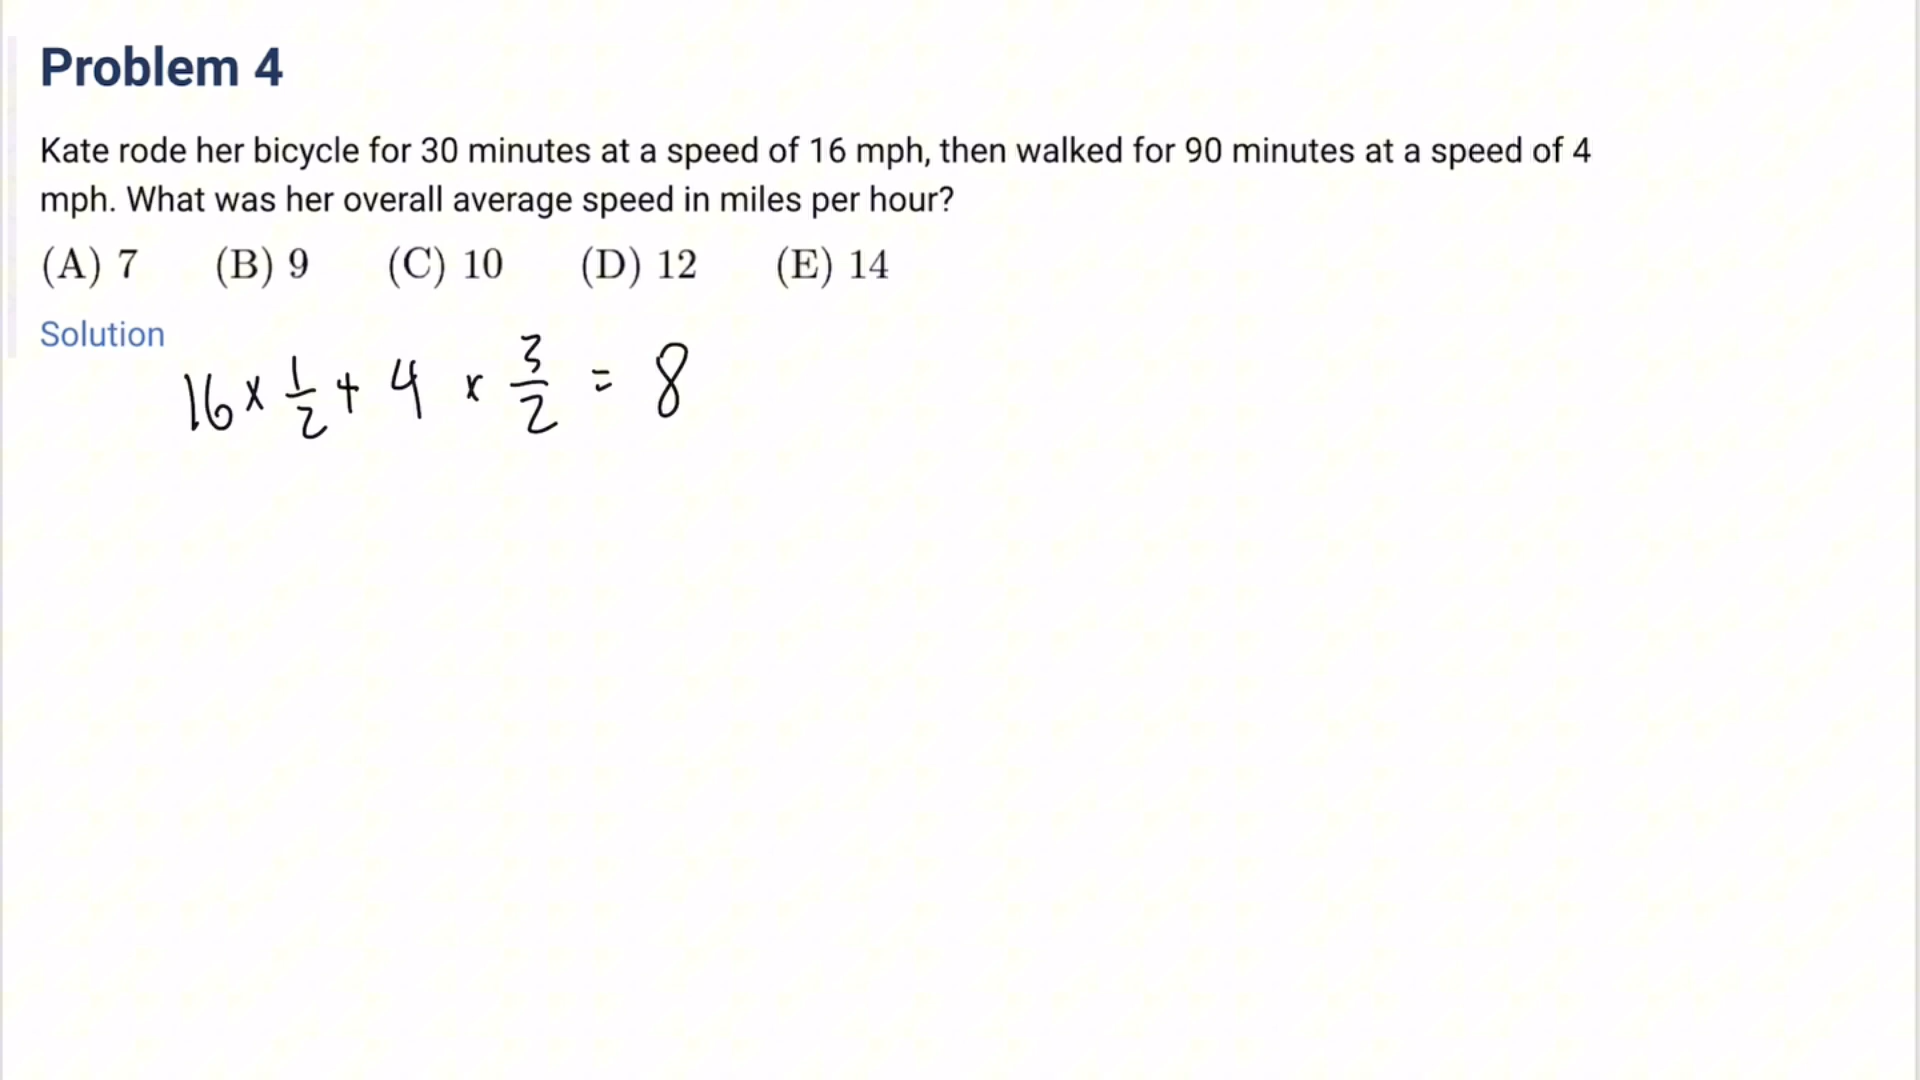 Problem 4
Kate rode her bicycle for 30 minutes at a speed of 16 mph, then walked for 90 minutes at a speed of 4
mph. What was her overall average speed in miles per hour?
(A) 7 (B) 9 (C) 10 (D) 12 (E) 14
Solution
16 × 1/2 + 4 × 3/2 = 8